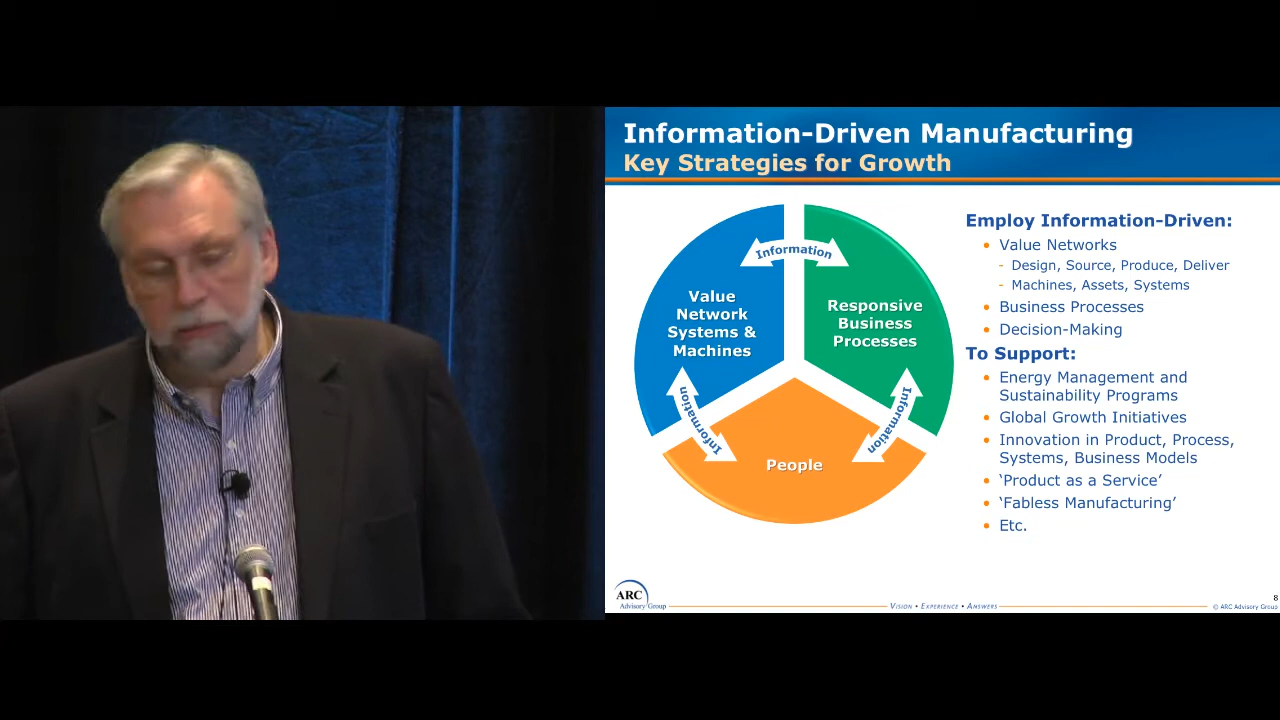 Information-Driven Manufacturing
Key Strategies for Growth
Information
Value
Network
Systems &
Machines
Responsive
Business
Processes
Information
Information
People
Employ Information-Driven:
• Value Networks
- Design, Source, Produce, Deliver
- Machines, Assets, Systems
• Business Processes
• Decision-Making
To Support:
• Energy Management and
Sustainability Programs
• Global Growth Initiatives
• Innovation in Product, Process,
Systems, Business Models
• ‘Product as a Service’
• ‘Fabless Manufacturing’
• Etc.
ARC
Advisory Group
VISION • EXPERIENCE • ANSWERS
8
© ARC Advisory Group